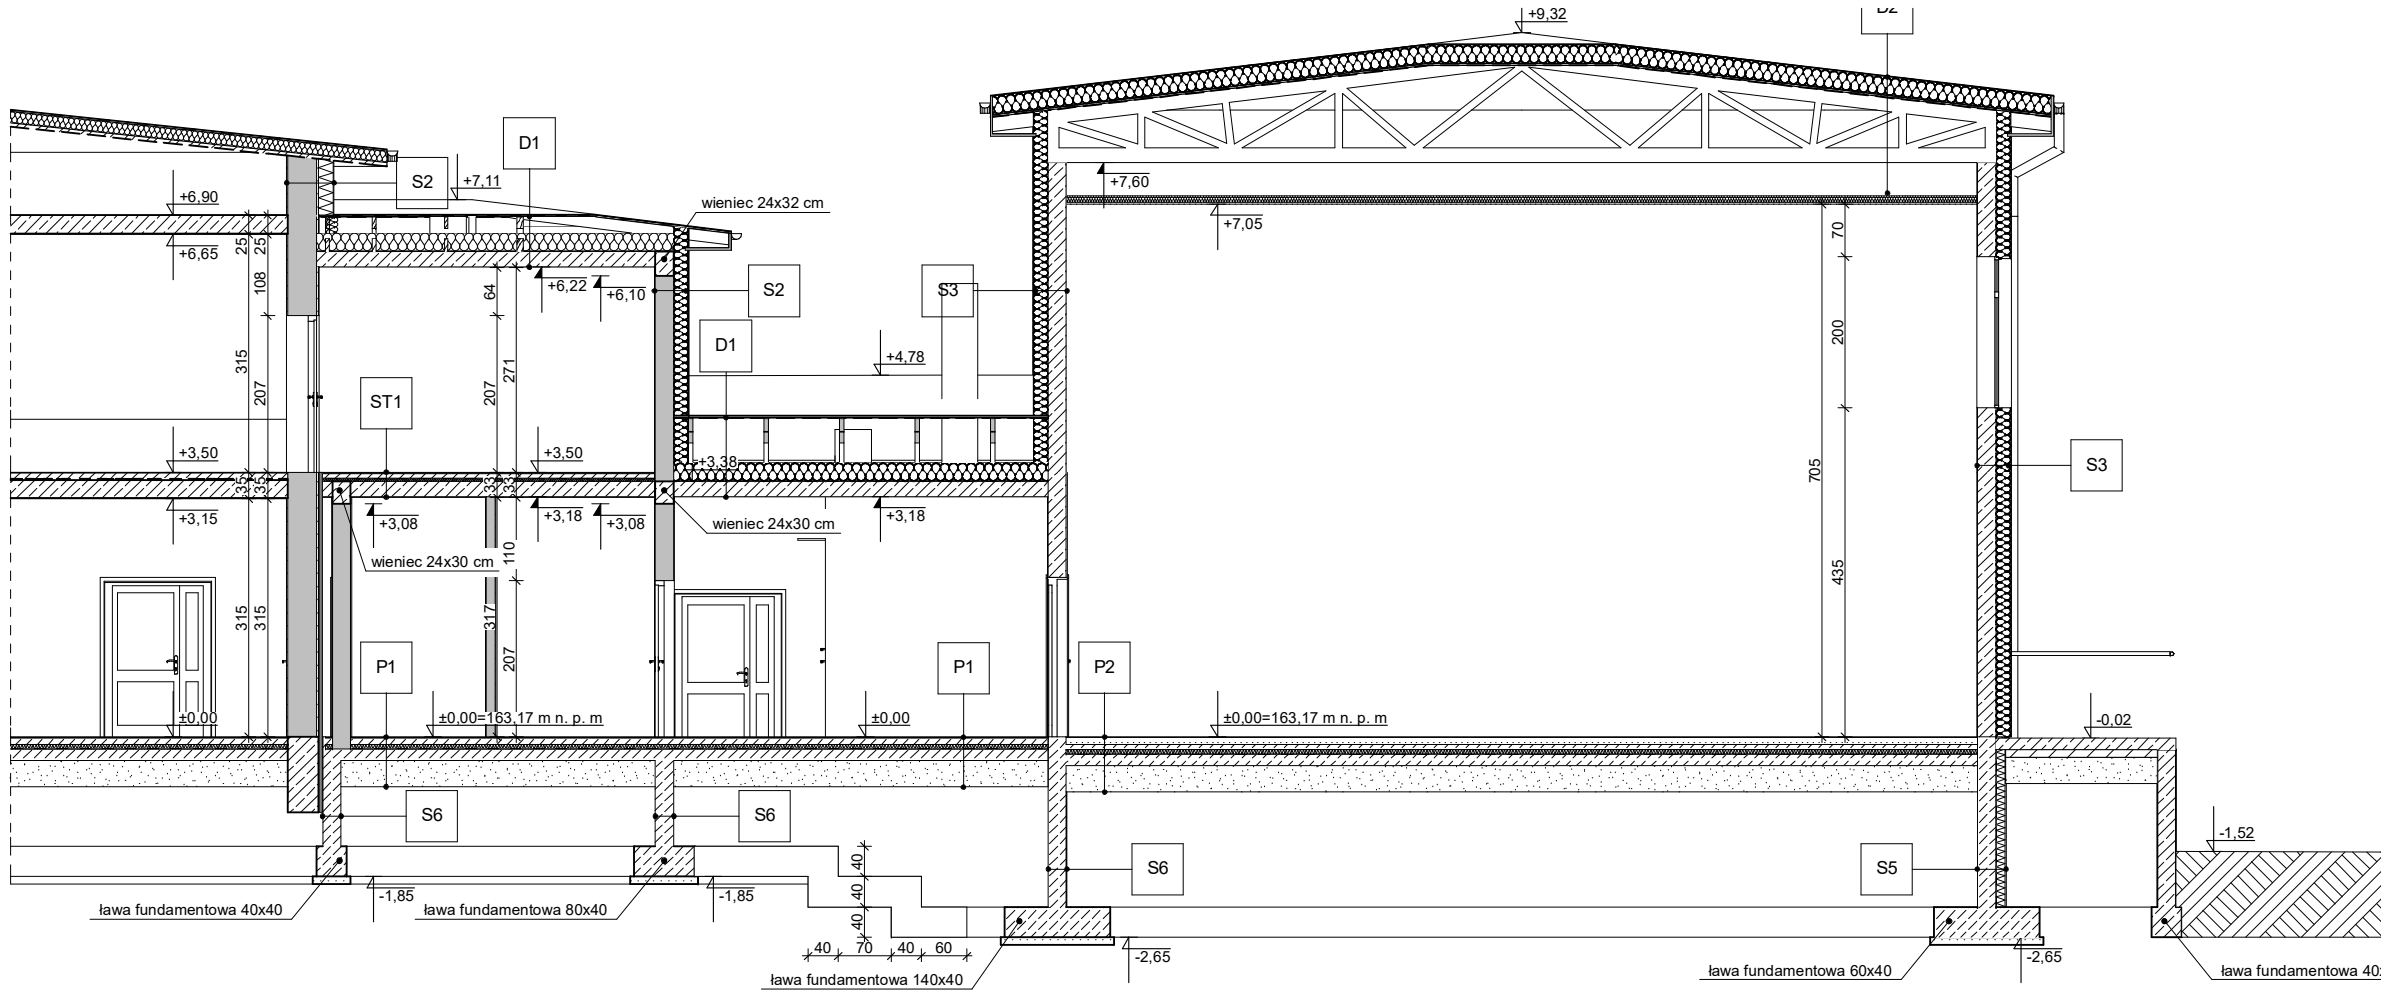 +9,32
D2
D1
S2
+7,11
+6,90
+7,60
wieniec 24x32 cm
+7,05
70
25
25
+6,65
+6,22
+6,10
64
S2
S3
108
271
200
315
207
207
D1
+4,78
ST1
+3,50
+3,50
+3,38
705
S3
35
35
33
33
+3,15
+3,08
+3,18
+3,08
wieniec 24x30 cm
+3,18
wieniec 24x30 cm
110
435
315
315
317
207
P1
P1
P2
±0,00
±0,00=163,17 m n. p. m
±0,00
±0,00=163,17 m n. p. m
-0,02
S6
S6
-1,52
40
S6
S5
40
-1,85
-1,85
ława fundamentowa 40x40
ława fundamentowa 80x40
40
40
70
40
60
-2,65
-2,65
ława fundamentowa 140x40
ława fundamentowa 60x40
ława fundamentowa 40